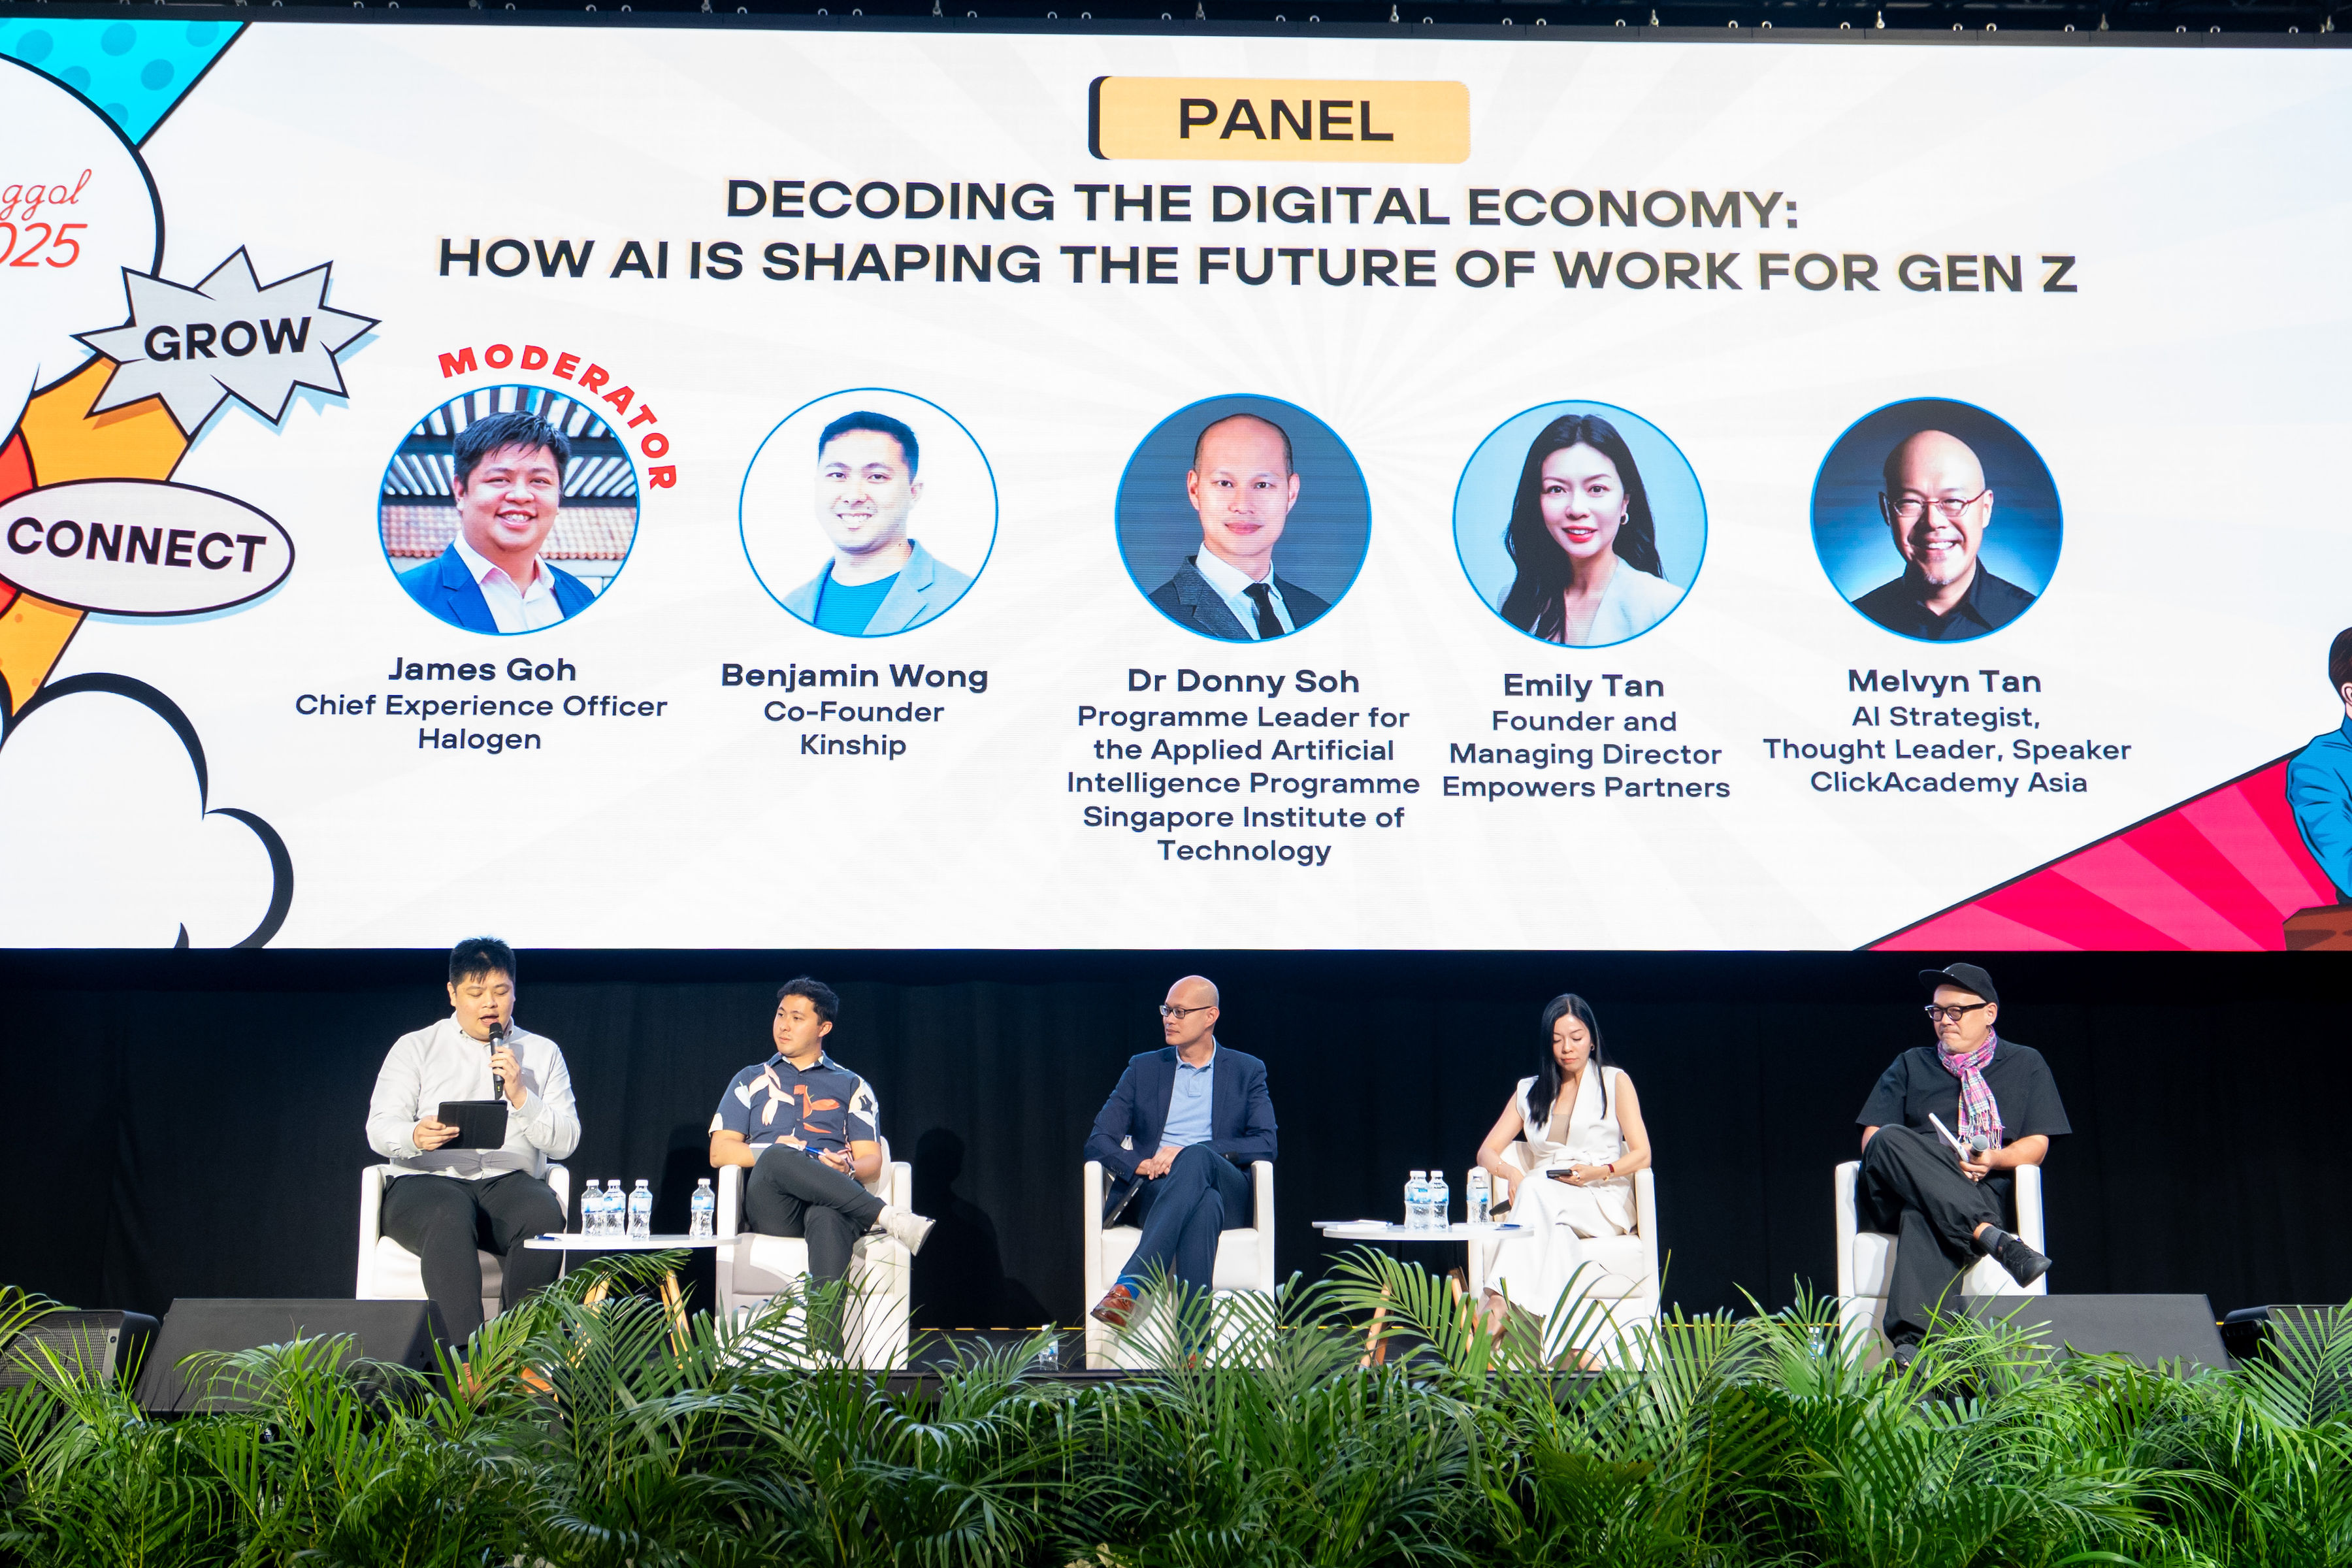 PANEL
DECODING THE DIGITAL ECONOMY:
HOW AI IS SHAPING THE FUTURE OF WORK FOR GEN Z
ggol
025
GROW
CONNECT
MODERATOR
James Goh
Chief Experience Officer
Halogen
Benjamin Wong
Co-Founder
Kinship
Dr Donny Soh
Programme Leader for
the Applied Artificial
Intelligence Programme
Singapore Institute of
Technology
Emily Tan
Founder and
Managing Director
Empowers Partners
Melvyn Tan
AI Strategist,
Thought Leader, Speaker
ClickAcademy Asia